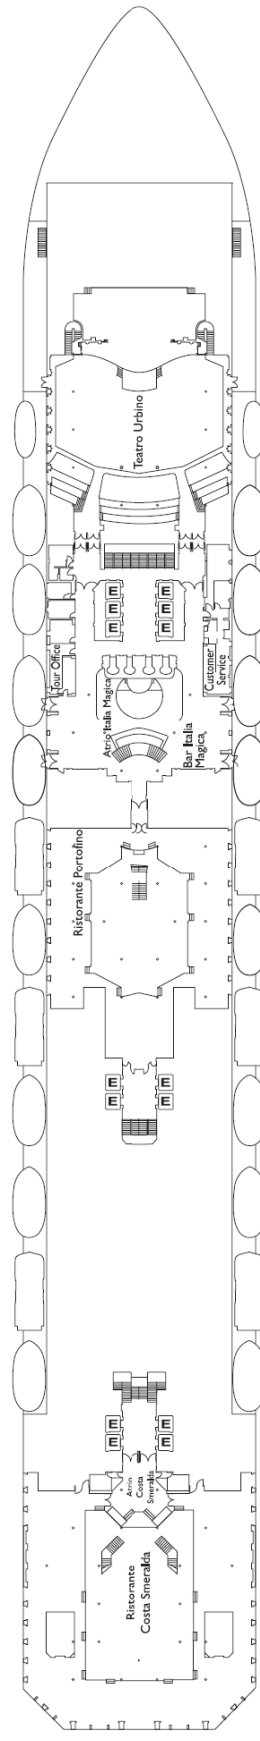 Teatro Urbino
E
E
E
E
E
E
Tour Office
Customer
Service
Atrio Italia Magica
Bar Italia
Magica
Ristorante Portofino
E
E
E
E
E
E
E
E
Atrio
Costa
Smeralda
Ristorante
Costa Smeralda